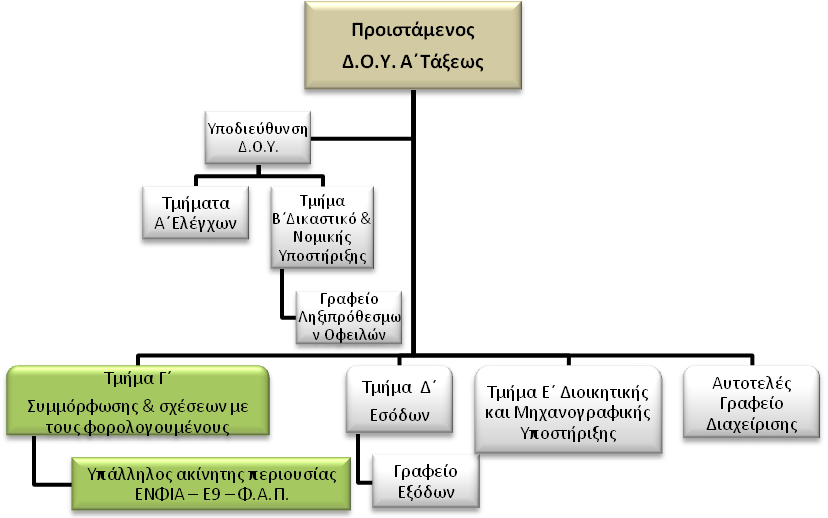 Προιστάμενος
Δ.Ο.Υ. Α΄Τάξεως
Υποδιεύθυνση
Δ.Ο.Υ.
Τμήματα
Α΄Ελέγχων
Τμήμα
Β΄Δικαστικό &
Νομικής
Υποστήριξης
Γραφείο
Ληξιπρόθεσμω
ν Οφειλών
Τμήμα Γ΄
Συμμόρφωσης & σχέσεων με
τους φορολογουμένους
Υπάλληλος ακίνητης περιουσίας
ΕΝΦΙΑ – Ε9 – Φ.Α.Π.
Τμήμα Δ΄
Εσόδων
Γραφείο
Εξόδων
Τμήμα Ε΄ Διοικητικής
και Μηχανογραφικής
Υποστήριξης
Αυτοτελές
Γραφείο
Διαχείρισης